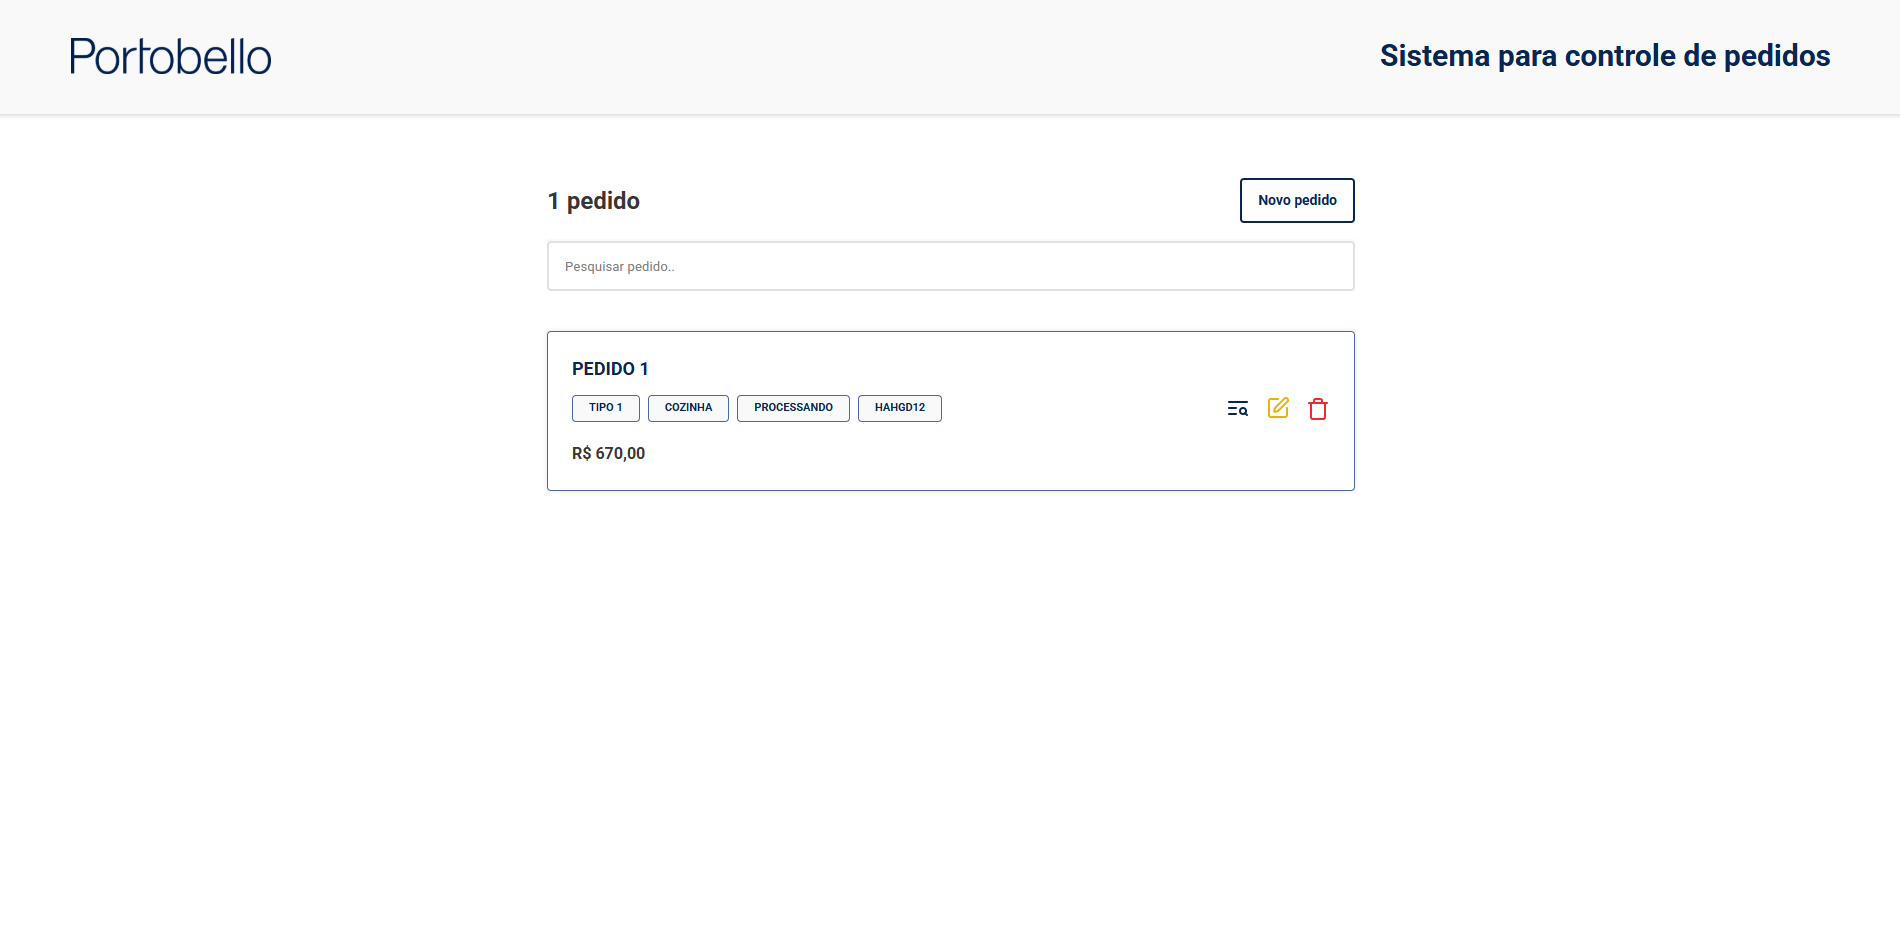 Portobello
Sistema para controle de pedidos
1 pedido
Novo pedido
Pesquisar pedido..
PEDIDO 1
TIPO 1 COZINHA PROCESSANDO HAHGD12
R$ 670,00